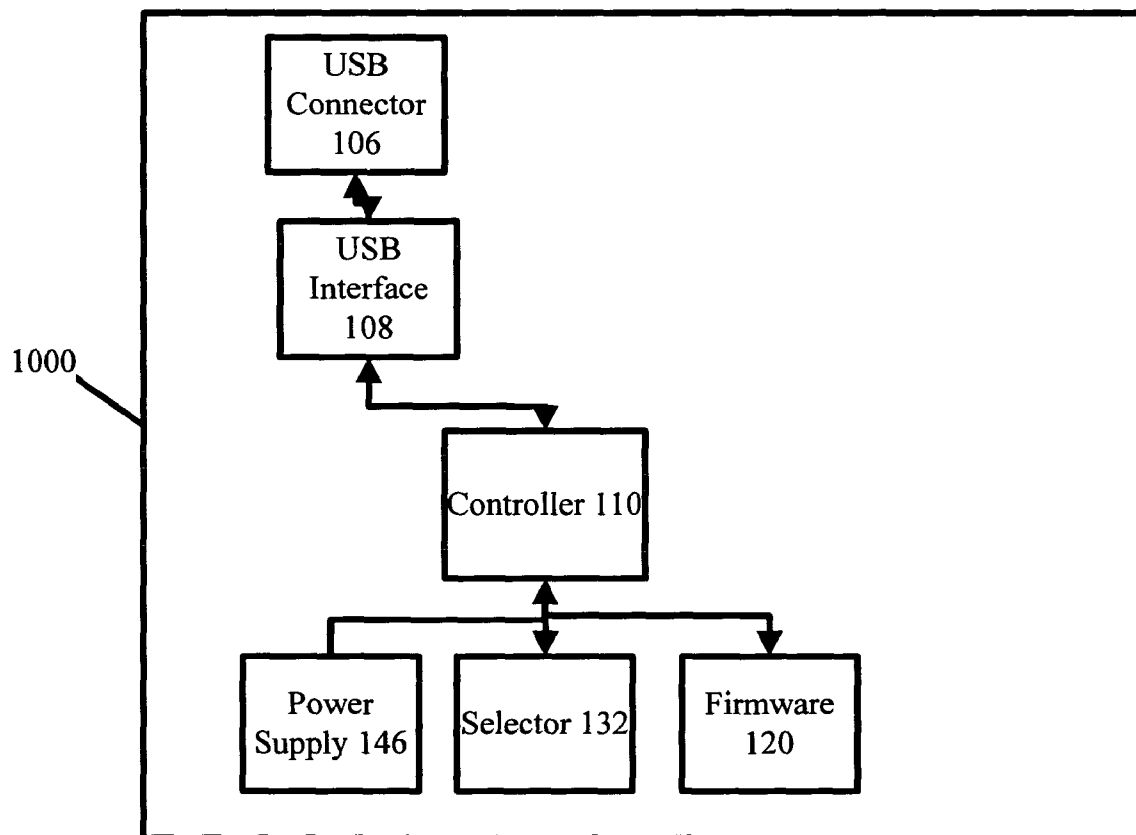 USB
Connector
106
USB
Interface
108
1000
Controller 110
Power
Supply 146
Selector 132
Firmware
120